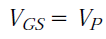 V_GS = V_P